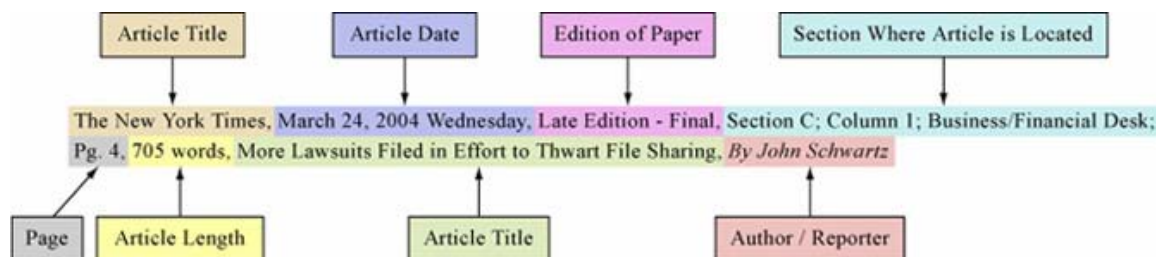 Article Title
Article Date
Edition of Paper
Section Where Article is Located
The New York Times, March 24, 2004 Wednesday, Late Edition - Final, Section C; Column 1; Business/Financial Desk;
Pg. 4, 705 words, More Lawsuits Filed in Effort to Thwart File Sharing, By John Schwartz
Page
Article Length
Article Title
Author / Reporter